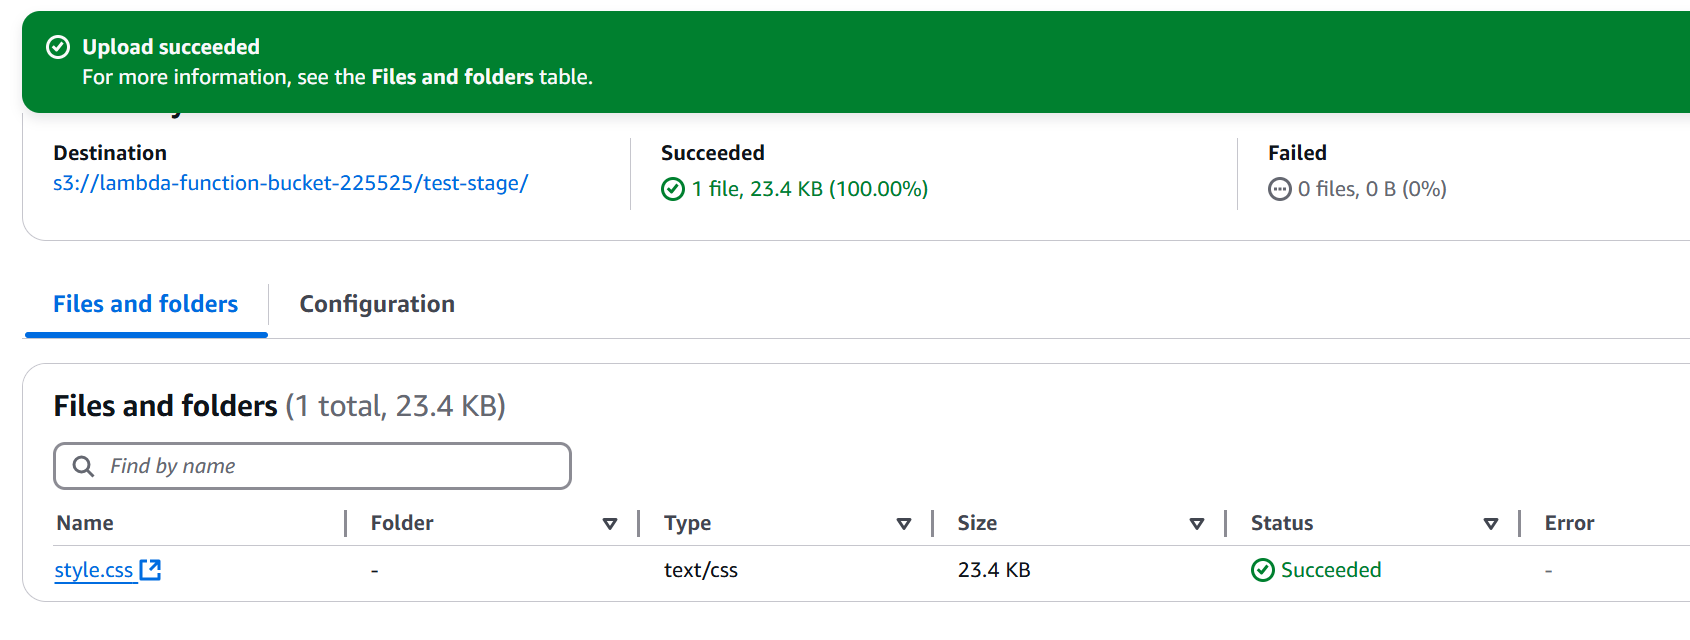 Upload succeeded
For more information, see the Files and folders table.
Destination
s3://lambda-function-bucket-225525/test-stage/
Succeeded
1 file, 23.4 KB (100.00%)
Failed
0 files, 0 B (0%)
Files and folders
Configuration
Files and folders (1 total, 23.4 KB)
Find by name
Name Folder Type Size Status Error
style.css - text/css 23.4 KB Succeeded -